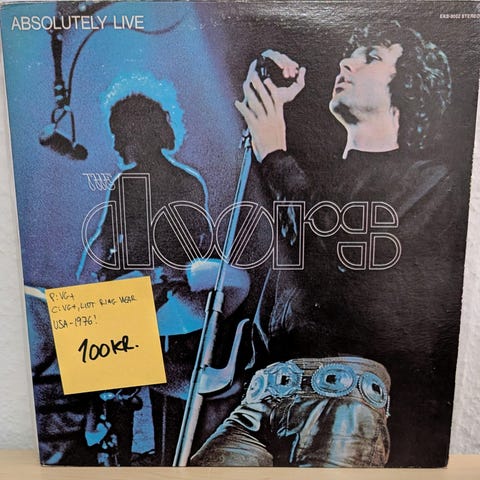 ABSOLUTELY LIVE
EKS-9002 STEREO
THE
doors
P: VG+
C: VG+, LITT RING WEAR
USA-1976!
100KR.